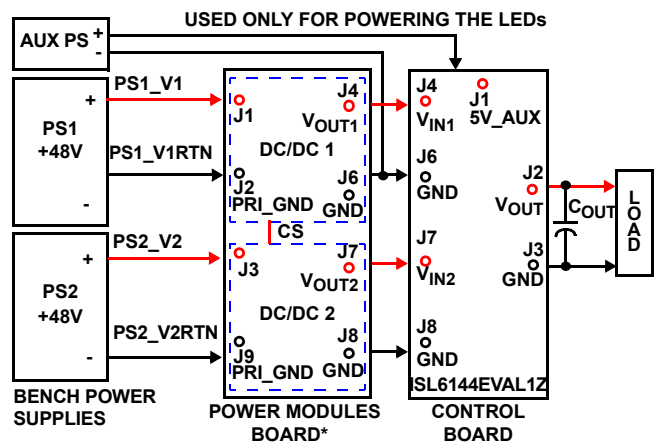 USED ONLY FOR POWERING THE LEDs
AUX PS
+
-
PS1_V1
+
PS1
+48V
-
PS1_V1RTN
J1
J4
VOUT1
DC/DC 1
J2
PRI_GND
J6
GND
CS
PS2_V2
+
PS2
+48V
-
PS2_V2RTN
J3
J7
VOUT2
DC/DC 2
J9
PRI_GND
J8
GND
J4
VIN1
J1
5V_AUX
J6
GND
J2
VOUT
J7
VIN2
J3
GND
J8
GND
ISL6144EVAL1Z
COUT
LOAD
BENCH POWER
SUPPLIES
POWER MODULES
BOARD*
CONTROL
BOARD